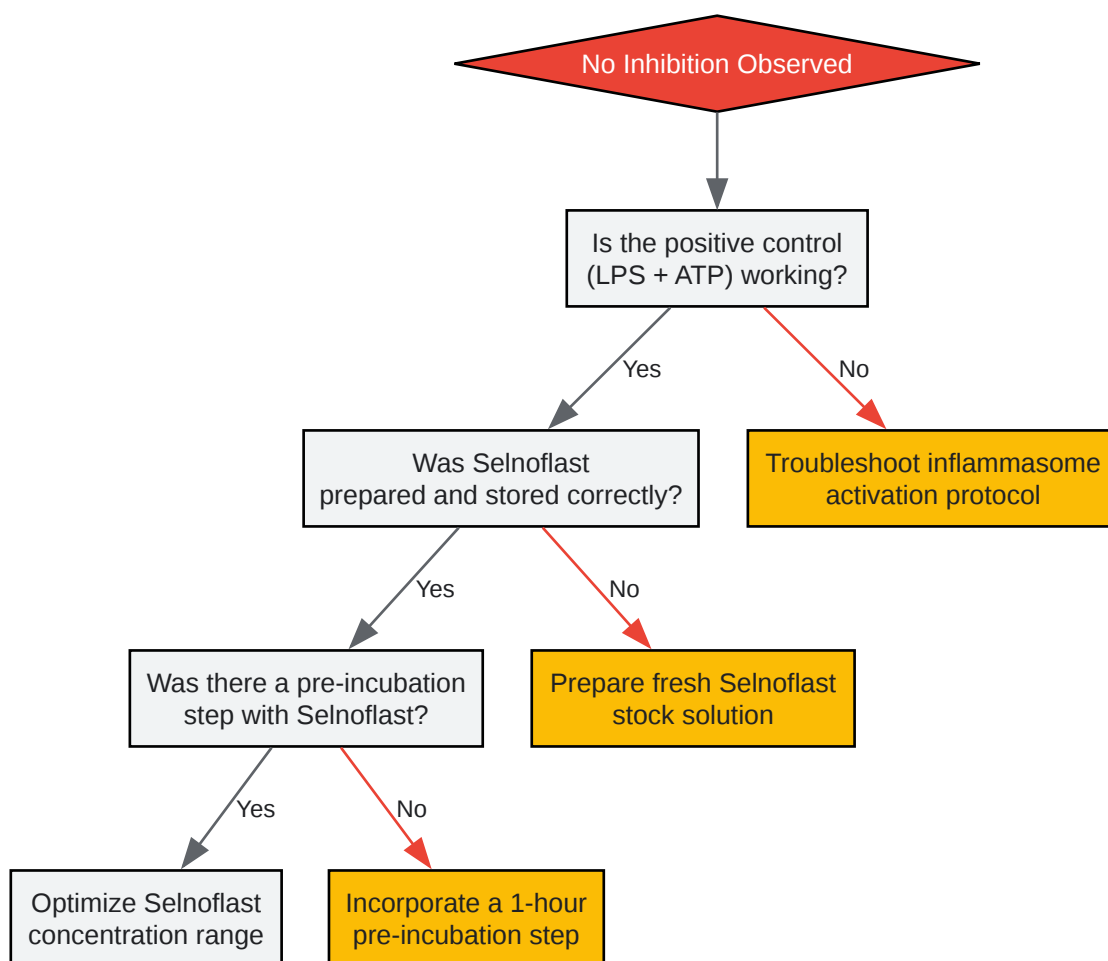 No Inhibition Observed
Is the positive control
(LPS + ATP) working?
Yes
No
Was Selnoflast
prepared and stored correctly?
Troubleshoot inflammasome
activation protocol
Yes
No
Was there a pre-incubation
step with Selnoflast?
Prepare fresh Selnoflast
stock solution
Yes
No
Optimize Selnoflast
concentration range
Incorporate a 1-hour
pre-incubation step